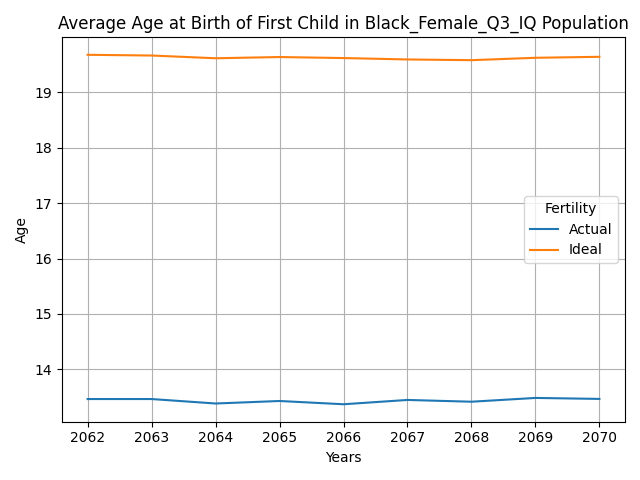 Average Age at Birth of First Child in Black_Female_Q3_IQ Population
Age
19
18
17
16
15
14
Fertility
Actual
Ideal
2062 2063 2064 2065 2066 2067 2068 2069 2070
Years